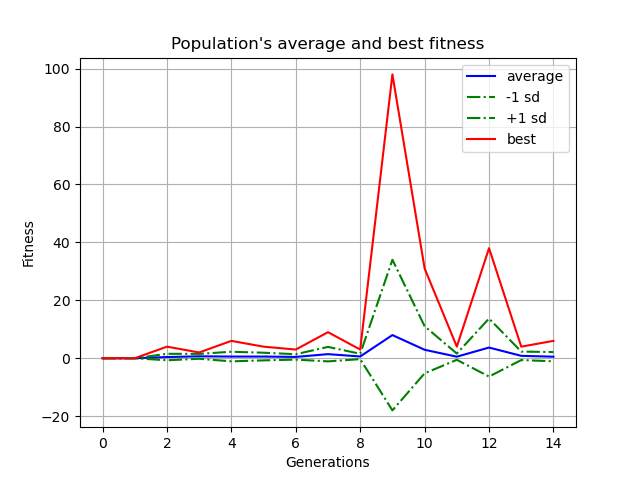 Population's average and best fitness
100
80
60
40
20
0
−20
Fitness
average
-1 sd
+1 sd
best
0 2 4 6 8 10 12 14
Generations